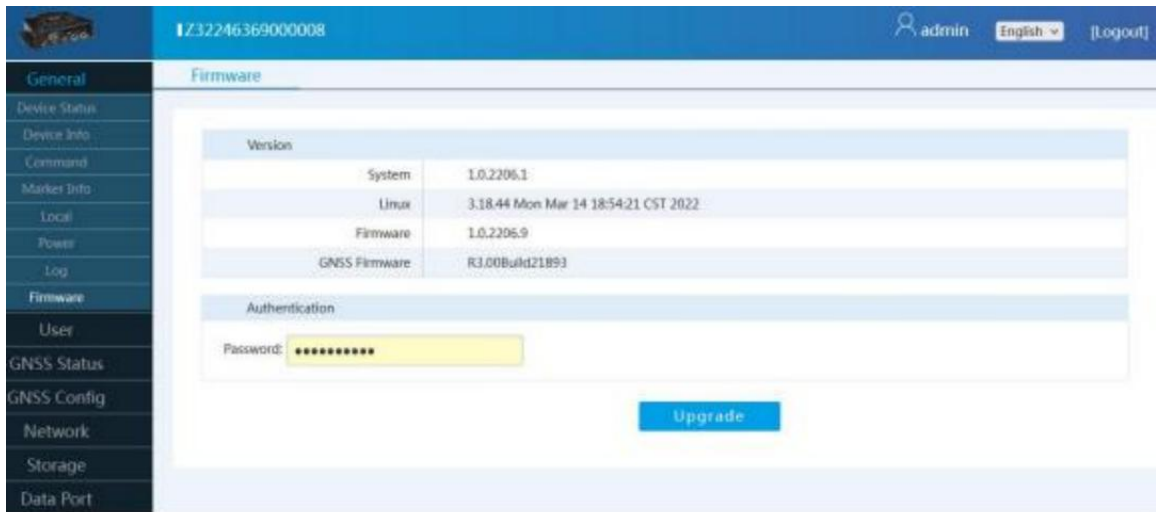 IZ32246369000008
admin
English
[Logout]
General
Device Status
Device Info
Command
Market Info
Local
Power
Log
Firmware
User
GNSS Status
GNSS Config
Network
Storage
Data Port
Firmware
Version
System 1.0.2206.1
Linux 3.18.44 Mon Mar 14 18:54:21 CST 2022
Firmware 1.0.2206.9
GNSS Firmware R3.00Build21893
Authentication
Password: ••••••••••
Upgrade